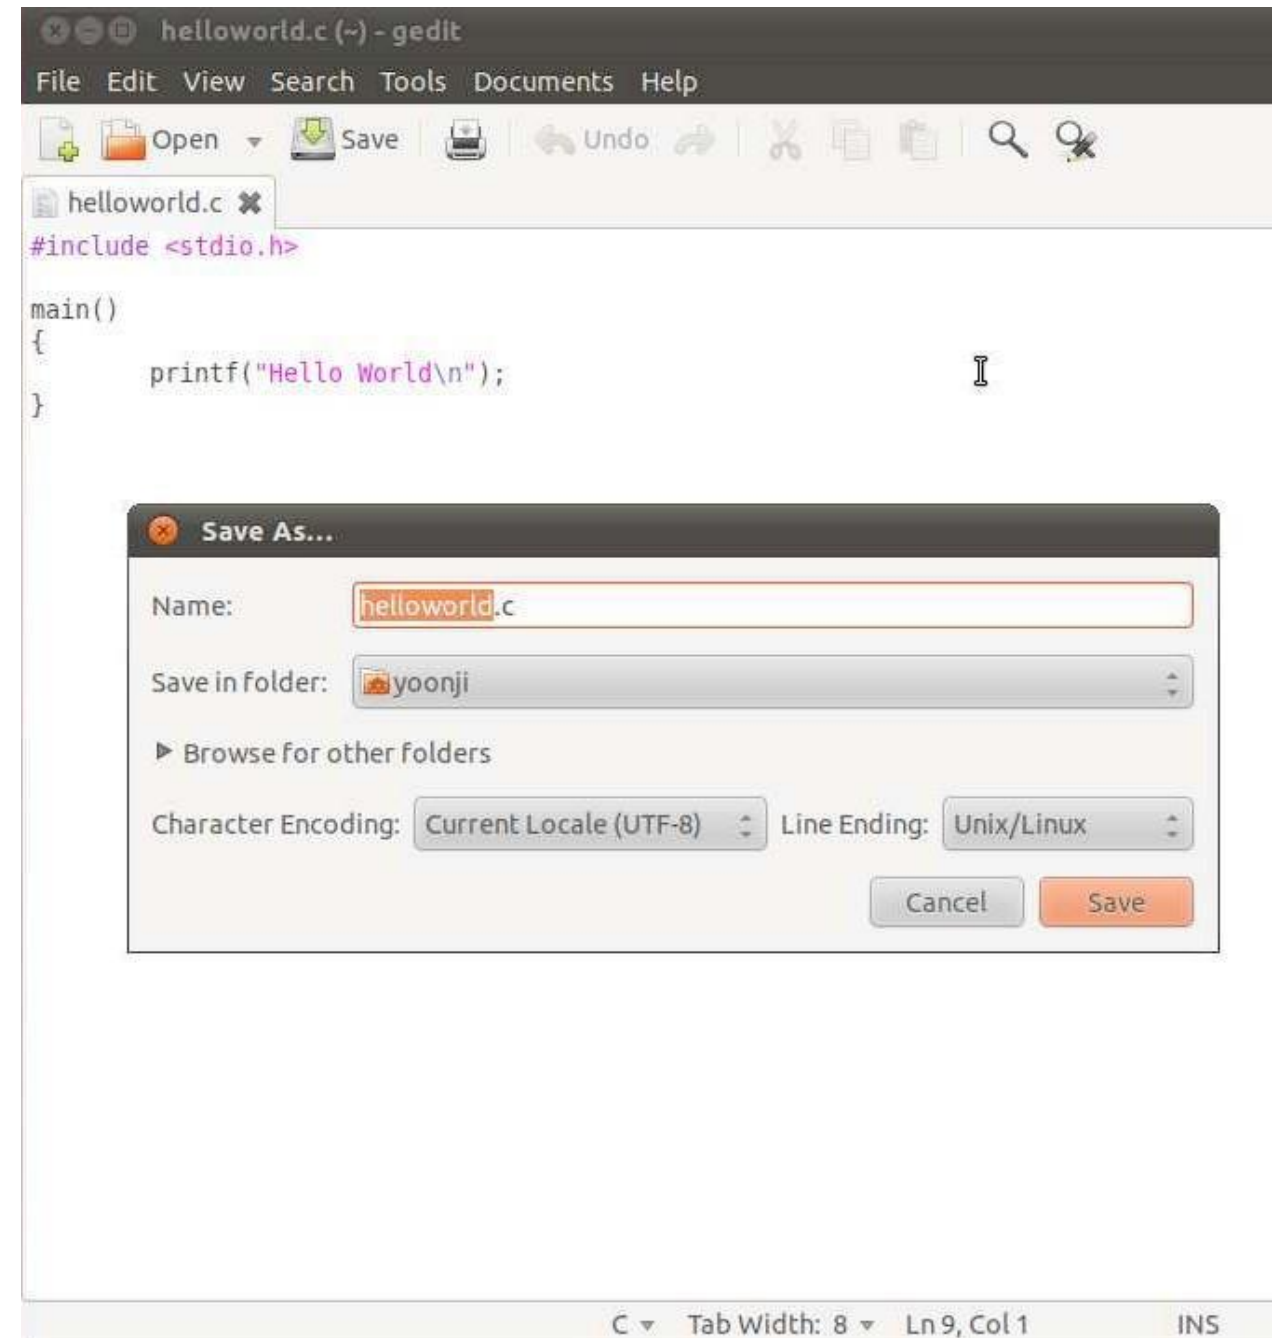 helloworld.c (~) - gedit
File Edit View Search Tools Documents Help
Open Save Undo
helloworld.c
#include <stdio.h>
main()
{
printf("Hello World\n");
}
Save As...
Name: helloworld.c
Save in folder: yoonji
Browse for other folders
Character Encoding: Current Locale (UTF-8) Line Ending: Unix/Linux
Cancel Save
C Tab Width: 8 Ln 9, Col 1 INS